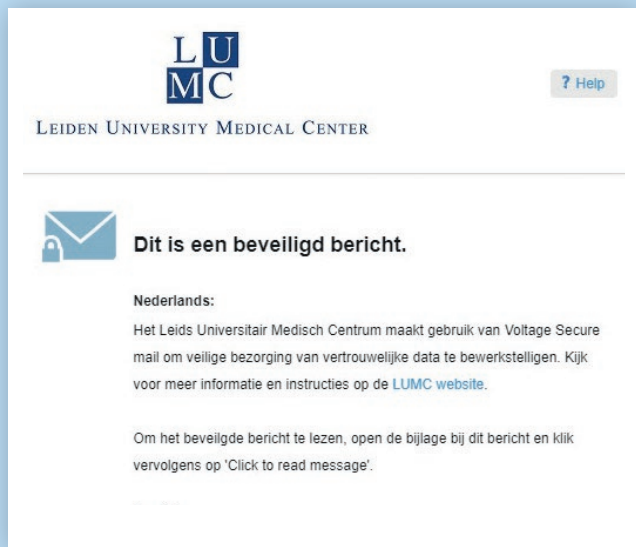 LU
MC
? Help
LEIDEN UNIVERSITY MEDICAL CENTER
Dit is een beveiligd bericht.
Nederlands:
Het Leids Universitair Medisch Centrum maakt gebruik van Voltage Secure
mail om veilige bezorging van vertrouwelijke data te bewerkstelligen. Kijk
voor meer informatie en instructies op de LUMC website.
Om het beveilgde bericht te lezen, open de bijlage bij dit bericht en klik
vervolgens op 'Click to read message'.